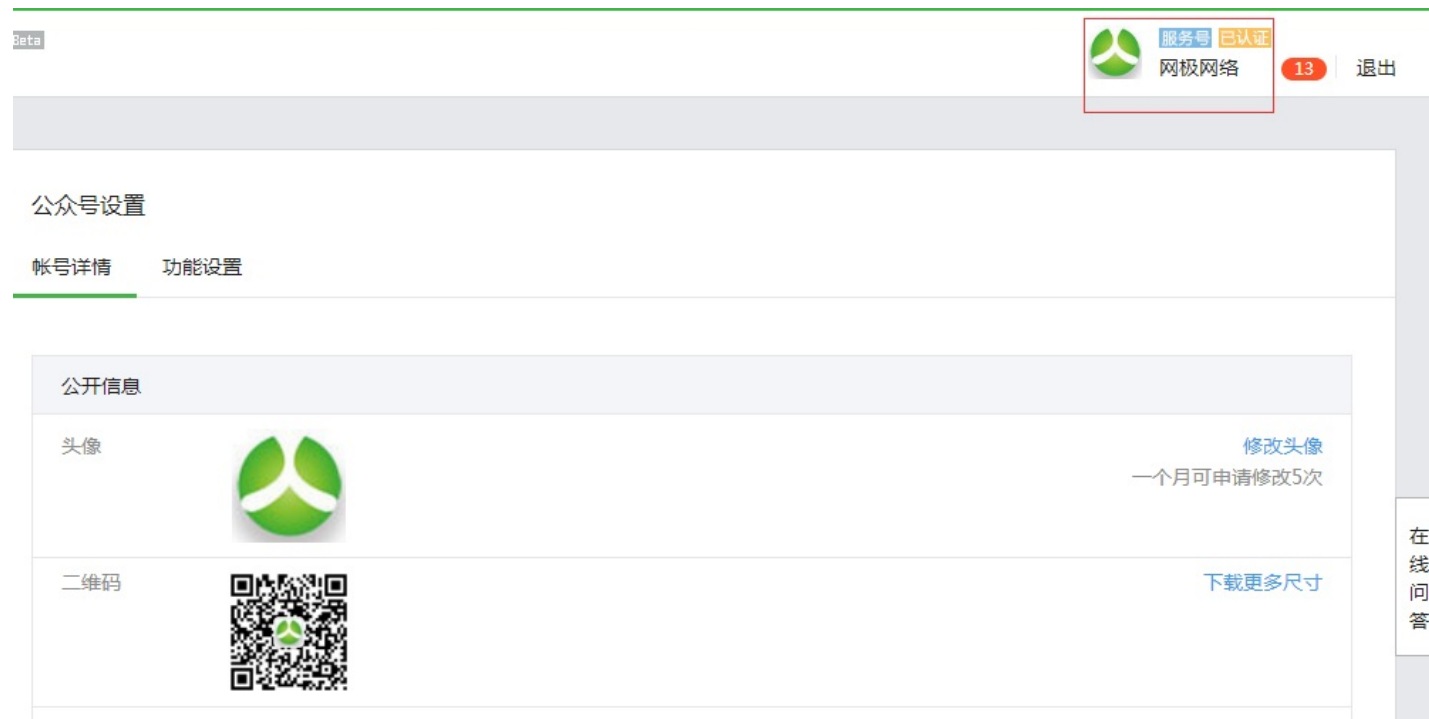 Beta
服务号 已认证
网极网络
13
退出
公众号设置
帐号详情 功能设置
公开信息
头像
修改头像
一个月可申请修改5次
二维码
下载更多尺寸
在
线
问
答